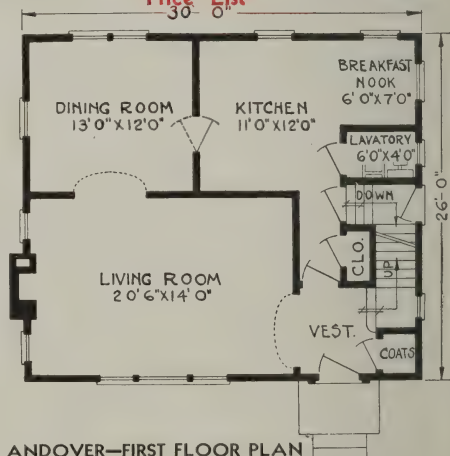 Price List
30' 0"
BREAKFAST
NOOK
6' 0"X7' 0"
DINING ROOM
13' 0"X12' 0"
KITCHEN
11' 0"X12' 0"
LAVATORY
6' 0"X4' 0"
DOWN
26'-0"
CLO.
UP
LIVING ROOM
20' 6"X14' 0"
VEST.
COATS
ANDOVER—FIRST FLOOR PLAN